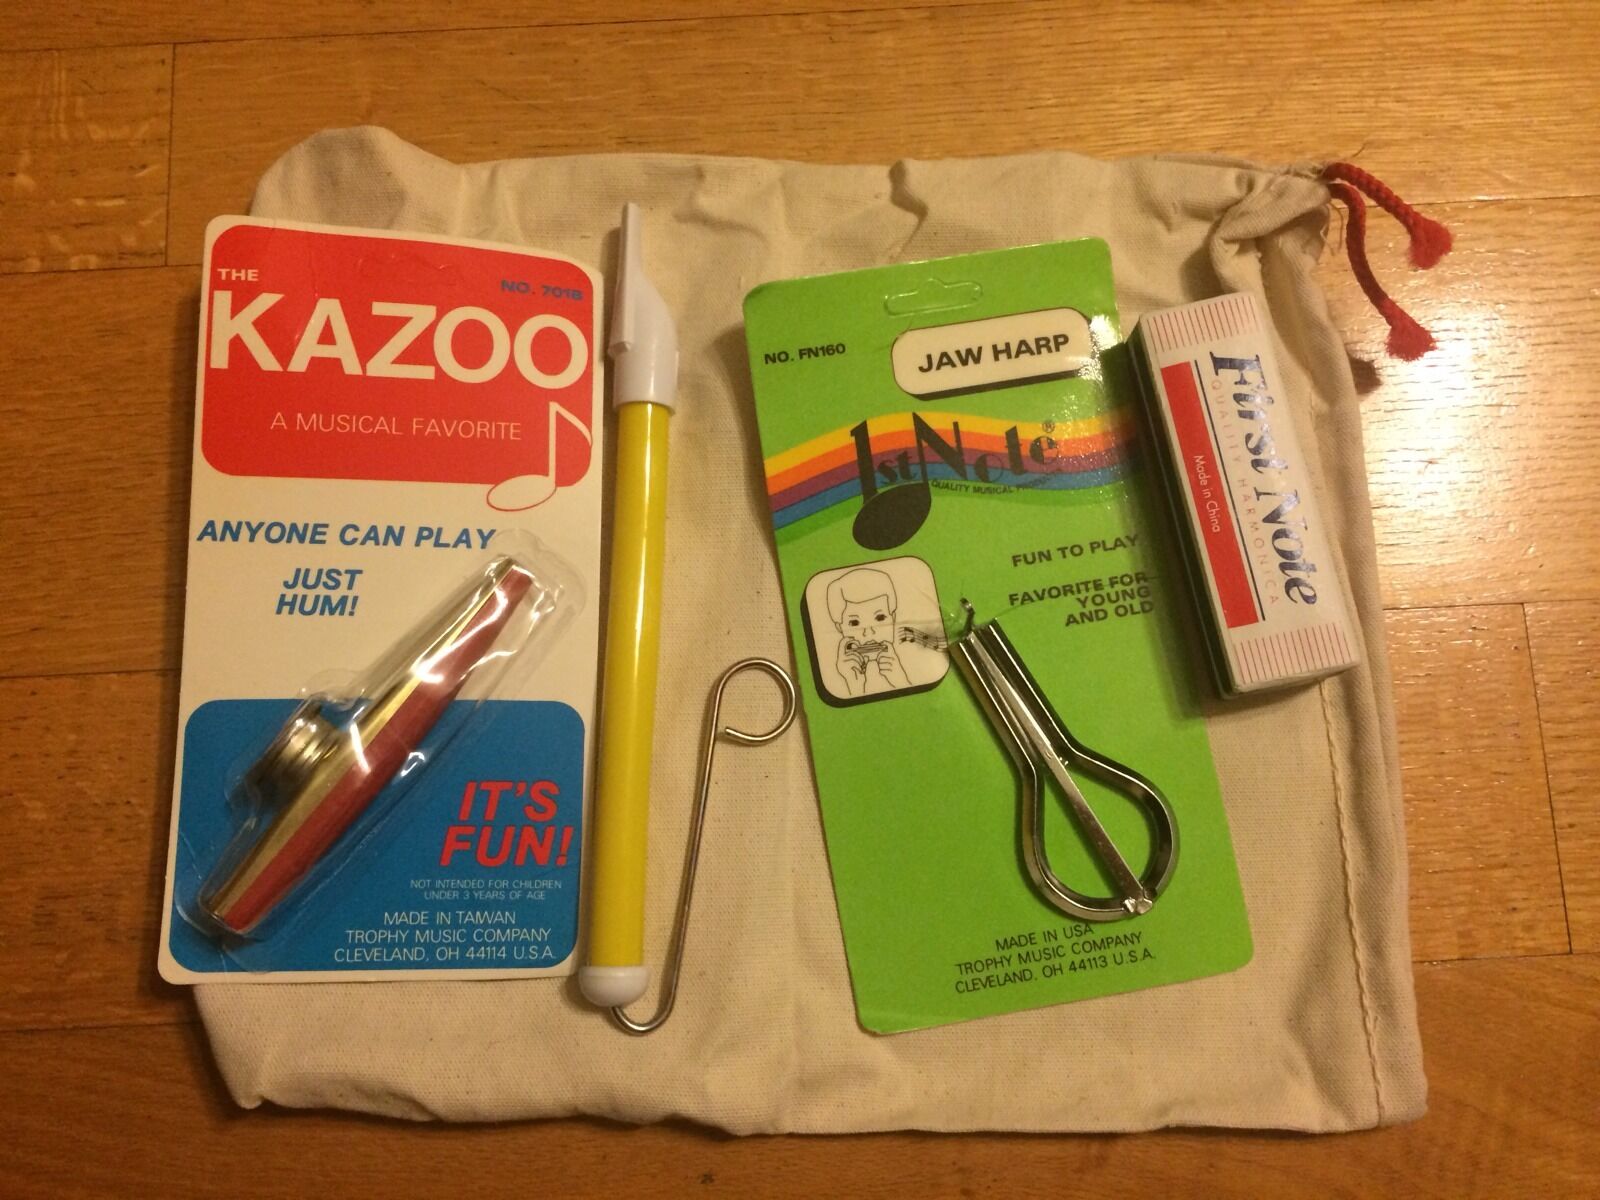 THE
NO. 701B
KAZOO
A MUSICAL FAVORITE
ANYONE CAN PLAY
JUST
HUM!
IT'S
FUN!
NOT INTENDED FOR CHILDREN
UNDER 3 YEARS OF AGE
MADE IN TAIWAN
TROPHY MUSIC COMPANY
CLEVELAND, OH 44114 U.S.A.
NO. FN160
JAW HARP
1st Note®
QUALITY MUSICAL
FUN TO PLAY
FAVORITE FOR
YOUNG
AND OLD
MADE IN USA
TROPHY MUSIC COMPANY
CLEVELAND, OH 44113 U.S.A.
First Note
QUALITY HARMONICA
Made in China